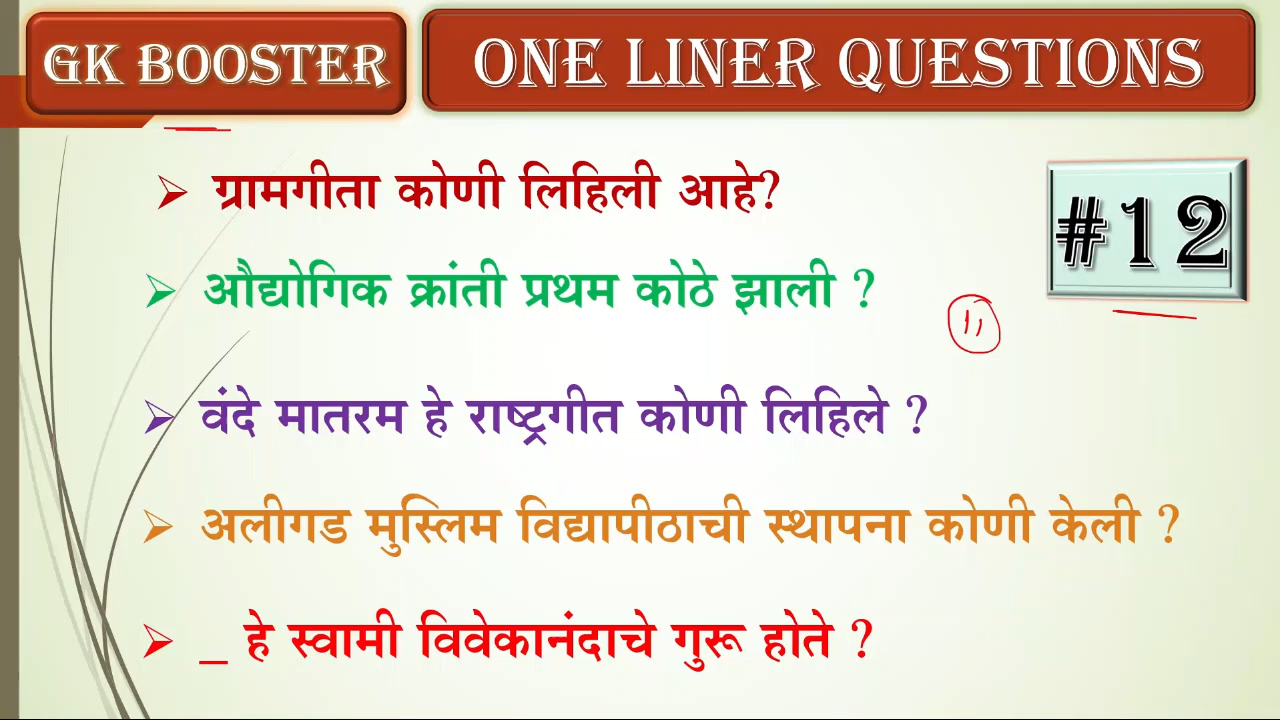 GK BOOSTER
ONE LINER QUESTIONS
#12
ग्रामगीता कोणी लिहिली आहे?
औद्योगिक क्रांती प्रथम कोठे झाली ?
वंदे मातरम हे राष्ट्रगीत कोणी लिहिले ?
अलीगड मुस्लिम विद्यापीठाची स्थापना कोणी केली ?
_ हे स्वामी विवेकानंदाचे गुरू होते ?